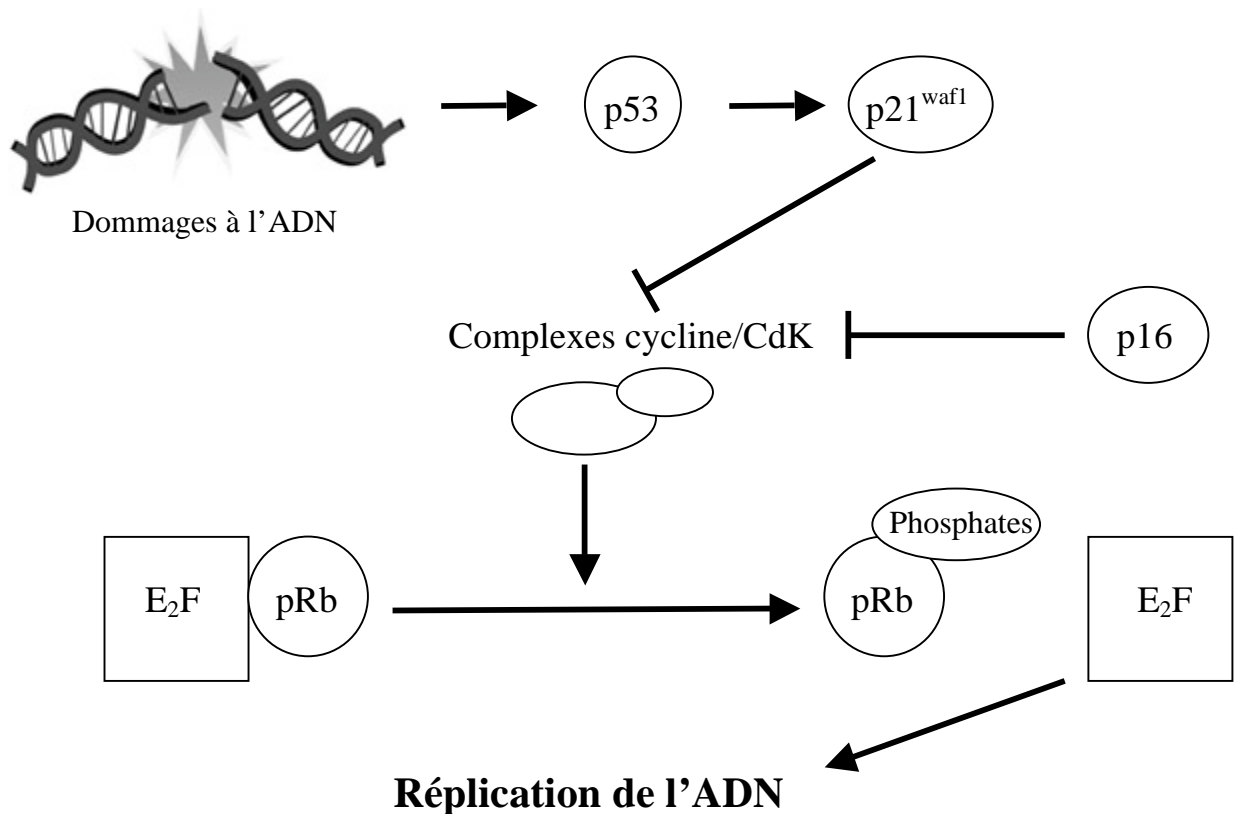 p53
p21waf1
Dommages à l’ADN
Complexes cycline/CdK
p16
Phosphates
E2F
pRb
pRb
E2F
Réplication de l’ADN